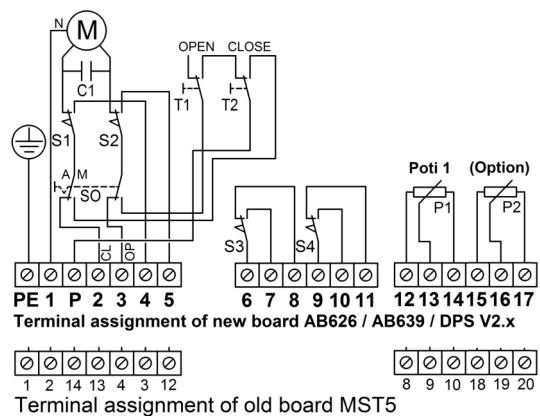 N
M
C1
OPEN CLOSE
T1 T2
S1 S2
A M
SO
CL OP
Poti 1 (Option)
P1 P2
S3 S4
PE 1 P 2 3 4 5 6 7 8 9 10 11 12 13 14 15 16 17
Terminal assignment of new board AB626 / AB639 / DPS V2.x
1 2 14 13 4 3 12 8 9 10 18 19 20
Terminal assignment of old board MST5